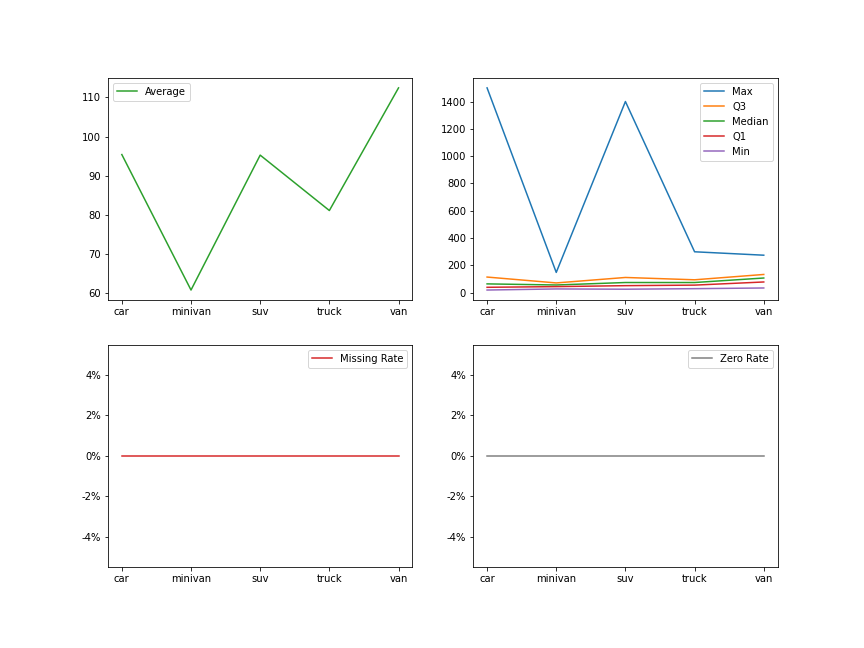 Average
110
100
90
80
70
60
car minivan suv truck van
Max
Q3
Median
Q1
Min
1400
1200
1000
800
600
400
200
0
car minivan suv truck van
Missing Rate
4%
2%
0%
-2%
-4%
car minivan suv truck van
Zero Rate
4%
2%
0%
-2%
-4%
car minivan suv truck van